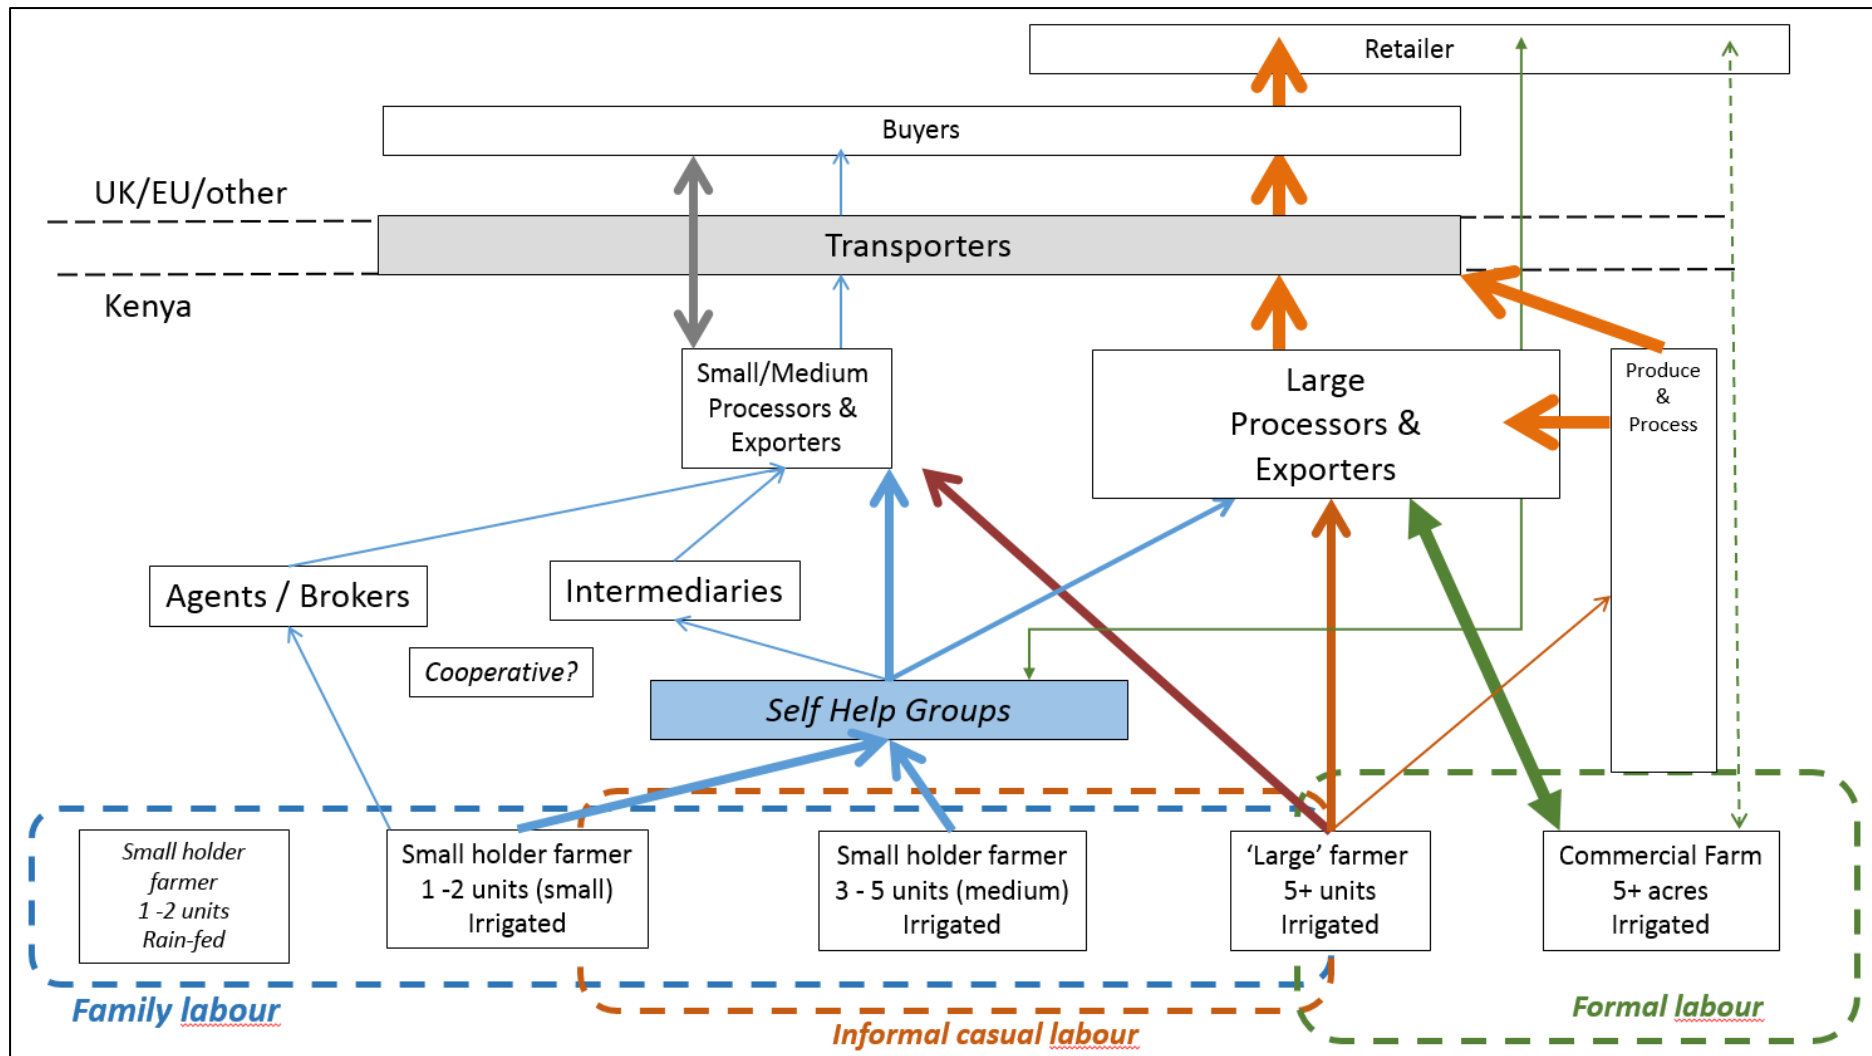 Retailer
Buyers
UK/EU/other
Transporters
Kenya
Small/Medium
Processors &
Exporters
Large
Processors &
Exporters
Produce
&
Process
Agents / Brokers
Intermediaries
Cooperative?
Self Help Groups
Small holder
farmer
1 -2 units
Rain-fed
Small holder farmer
1 -2 units (small)
Irrigated
Small holder farmer
3 - 5 units (medium)
Irrigated
‘Large’ farmer
5+ units
Irrigated
Commercial Farm
5+ acres
Irrigated
Family labour
Informal casual labour
Formal labour